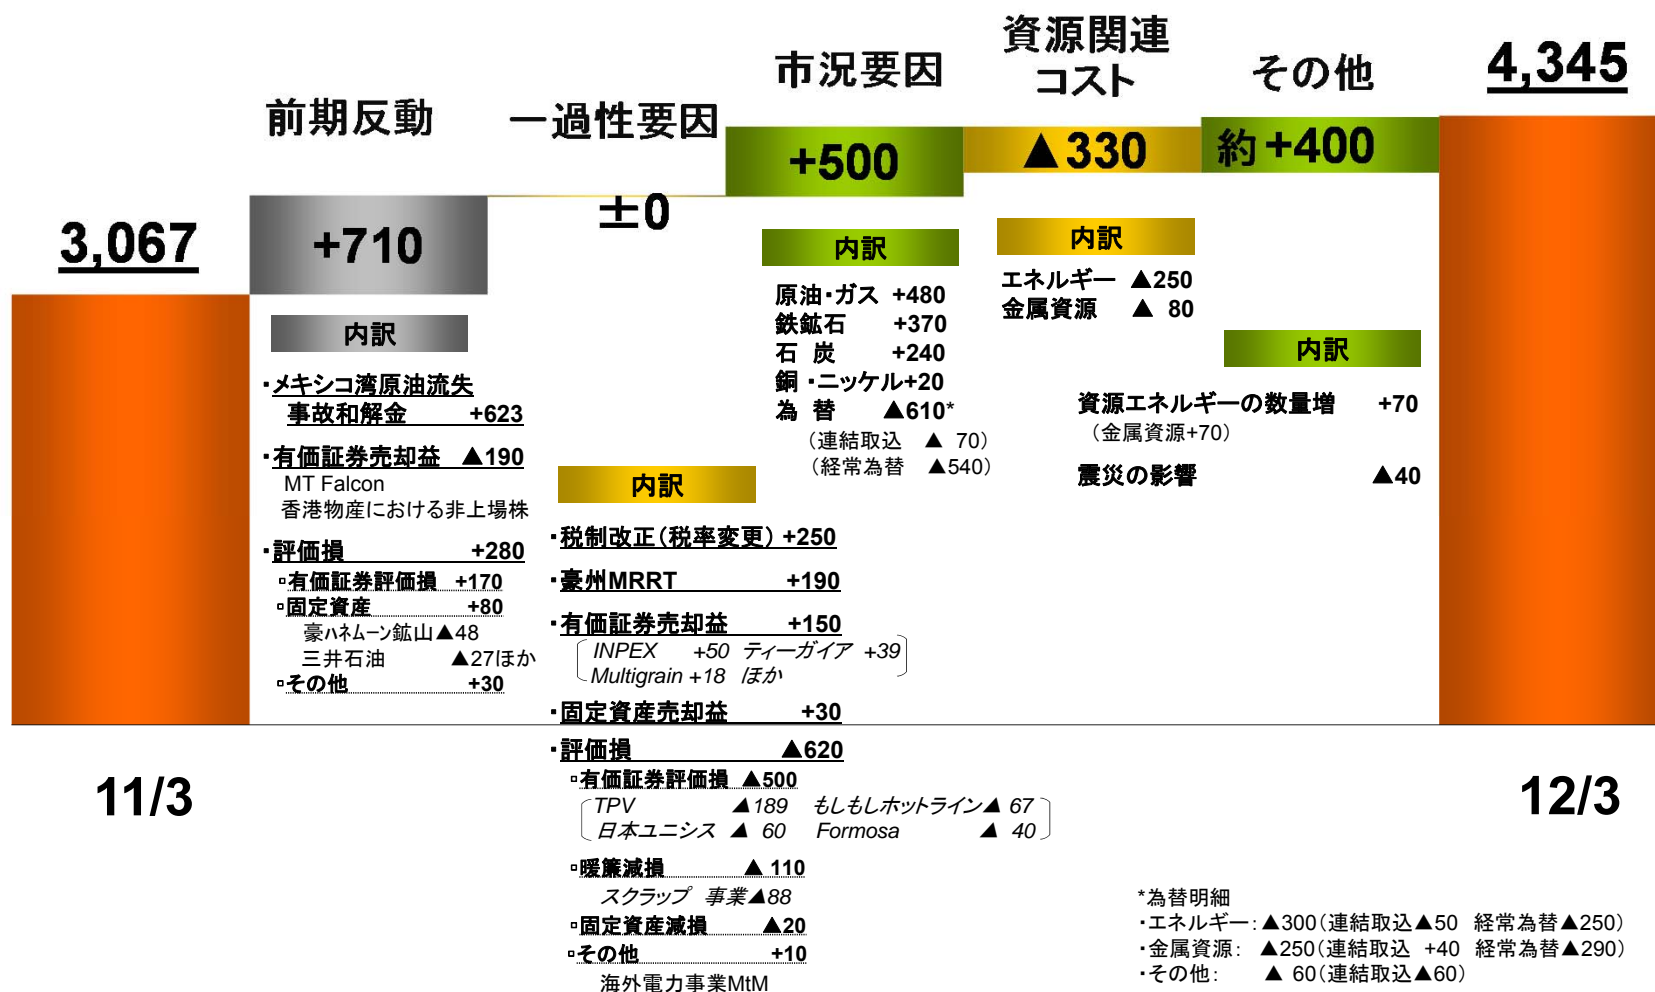 3,067
11/3
前期反動
+710
内訳
・メキシコ湾原油流失
事故和解金 +623
・有価証券売却益 ▲190
MT Falcon
香港物産における非上場株
・評価損 +280
▫有価証券評価損 +170
▫固定資産 +80
豪ハネムーン鉱山▲48
三井石油 ▲27ほか
▫その他 +30
一過性要因
±0
内訳
・税制改正（税率変更） +250
・豪州MRRT +190
・有価証券売却益 +150
INPEX +50 ティーガイア +39
Multigrain +18 ほか
・固定資産売却益 +30
・評価損 ▲620
▫有価証券評価損 ▲500
TPV ▲189 もしもしホットライン▲ 67
日本ユニシス ▲ 60 Formosa ▲ 40
▫暖簾減損 ▲ 110
スクラップ 事業▲88
▫固定資産減損 ▲20
▫その他 +10
海外電力事業MtM
市況要因
+500
内訳
原油・ガス +480
鉄鉱石 +370
石 炭 +240
銅・ニッケル+20
為 替 ▲610*
（連結取込 ▲ 70）
（経常為替 ▲540）
資源関連
コスト
▲330
内訳
エネルギー ▲250
金属資源 ▲ 80
その他
約+400
内訳
資源エネルギーの数量増 +70
（金属資源+70）
震災の影響 ▲40
4,345
12/3
*為替明細
・エネルギー：▲300（連結取込▲50 経常為替▲250）
・金属資源： ▲250（連結取込 +40 経常為替▲290）
・その他： ▲ 60（連結取込▲60）